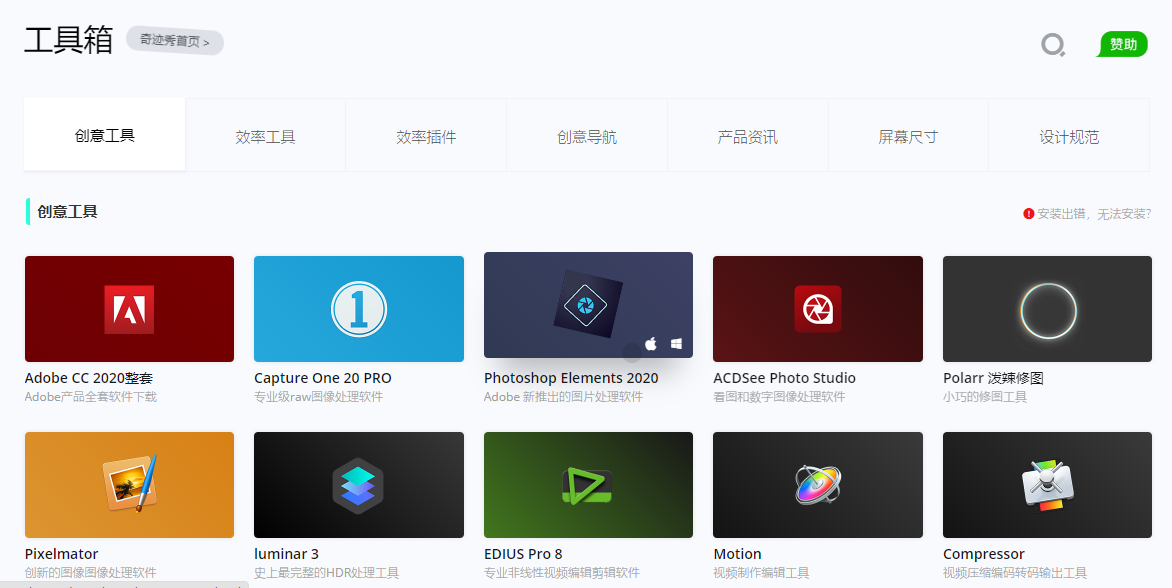 工具箱
奇迹秀首页 >
赞助
创意工具
效率工具
效率插件
创意导航
产品资讯
屏幕尺寸
设计规范
创意工具
! 安装出错，无法安装?
1
Adobe CC 2020整套
Adobe产品全套软件下载
Capture One 20 PRO
专业级raw图像处理软件
Photoshop Elements 2020
Adobe 新推出的图片处理软件
ACDSee Photo Studio
看图和数字图像处理软件
Polarr 泼辣修图
小巧的修图工具
Pixelmator
创新的图像图像处理软件
luminar 3
史上最完整的HDR处理工具
EDIUS Pro 8
专业非线性视频编辑剪辑软件
Motion
视频制作编辑工具
Compressor
视频压缩编码转码输出工具